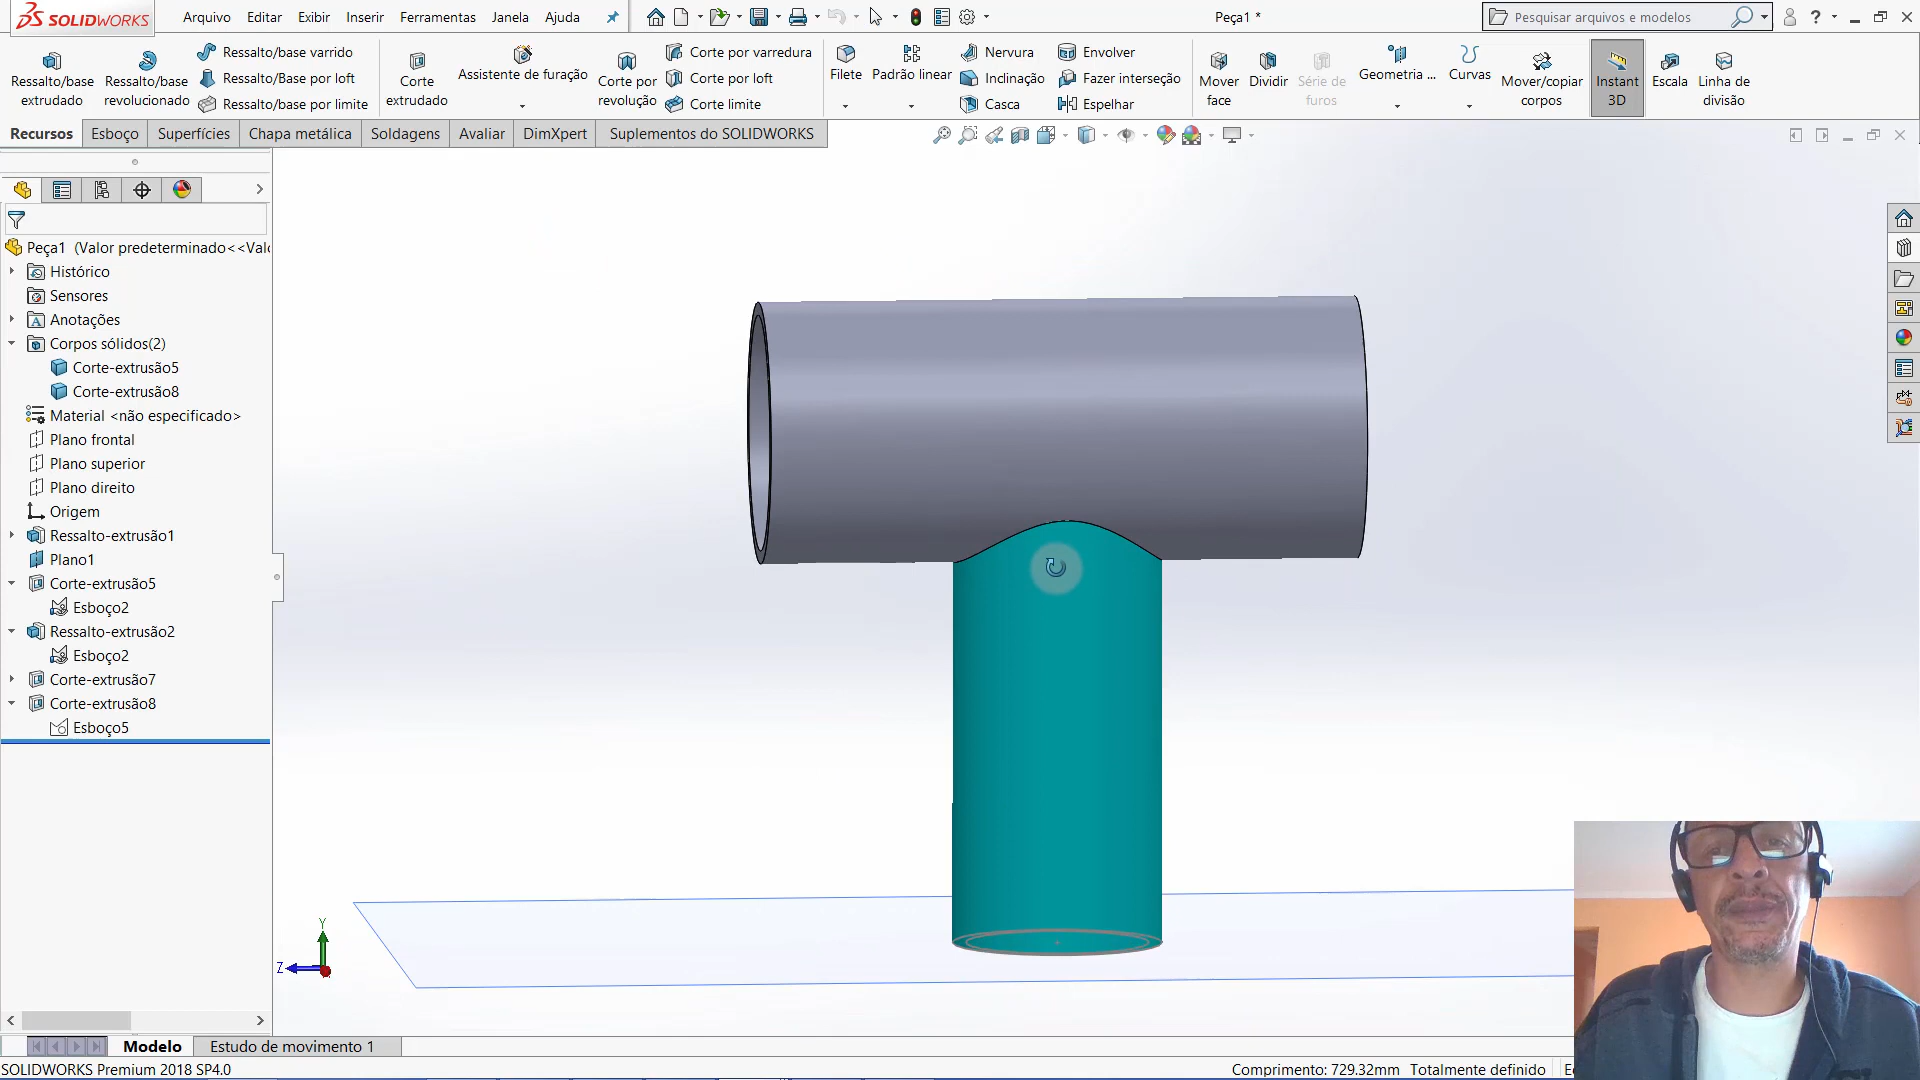 SOLIDWORKS
Arquivo Editar Exibir Inserir Ferramentas Janela Ajuda
Peça1 *
Pesquisar arquivos e modelos
Ressalto/base extrudado
Ressalto/base revolucionado
Ressalto/base varrido
Ressalto/Base por loft
Ressalto/base por limite
Corte extrudado
Assistente de furação
Corte por revolução
Corte por varredura
Corte por loft
Corte limite
Filete
Padrão linear
Nervura
Inclinação
Casca
Envolver
Fazer interseção
Espelhar
Mover face
Dividir
Série de furos
Geometria ...
Curvas
Mover/copiar corpos
Instant 3D
Escala
Linha de divisão
Recursos Esboço Superfícies Chapa metálica Soldagens Avaliar DimXpert Suplementos do SOLIDWORKS
Peça1 (Valor predeterminado<<Valo
Histórico
Sensores
Anotações
Corpos sólidos(2)
Corte-extrusão5
Corte-extrusão8
Material <não especificado>
Plano frontal
Plano superior
Plano direito
Origem
Ressalto-extrusão1
Plano1
Corte-extrusão5
Esboço2
Ressalto-extrusão2
Esboço2
Corte-extrusão7
Corte-extrusão8
Esboço5
Y
Z
Modelo Estudo de movimento 1
SOLIDWORKS Premium 2018 SP4.0
Comprimento: 729.32mm Totalmente definido